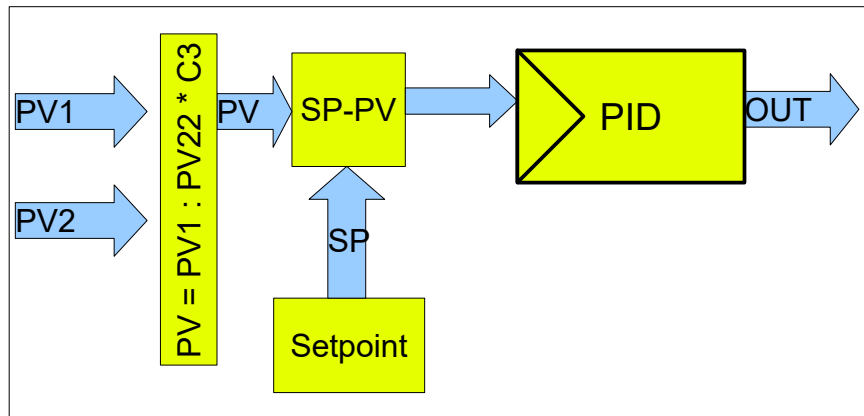 PV1
PV2
PV = PV1 : PV22 * C3
PV
SP-PV
SP
Setpoint
PID
OUT